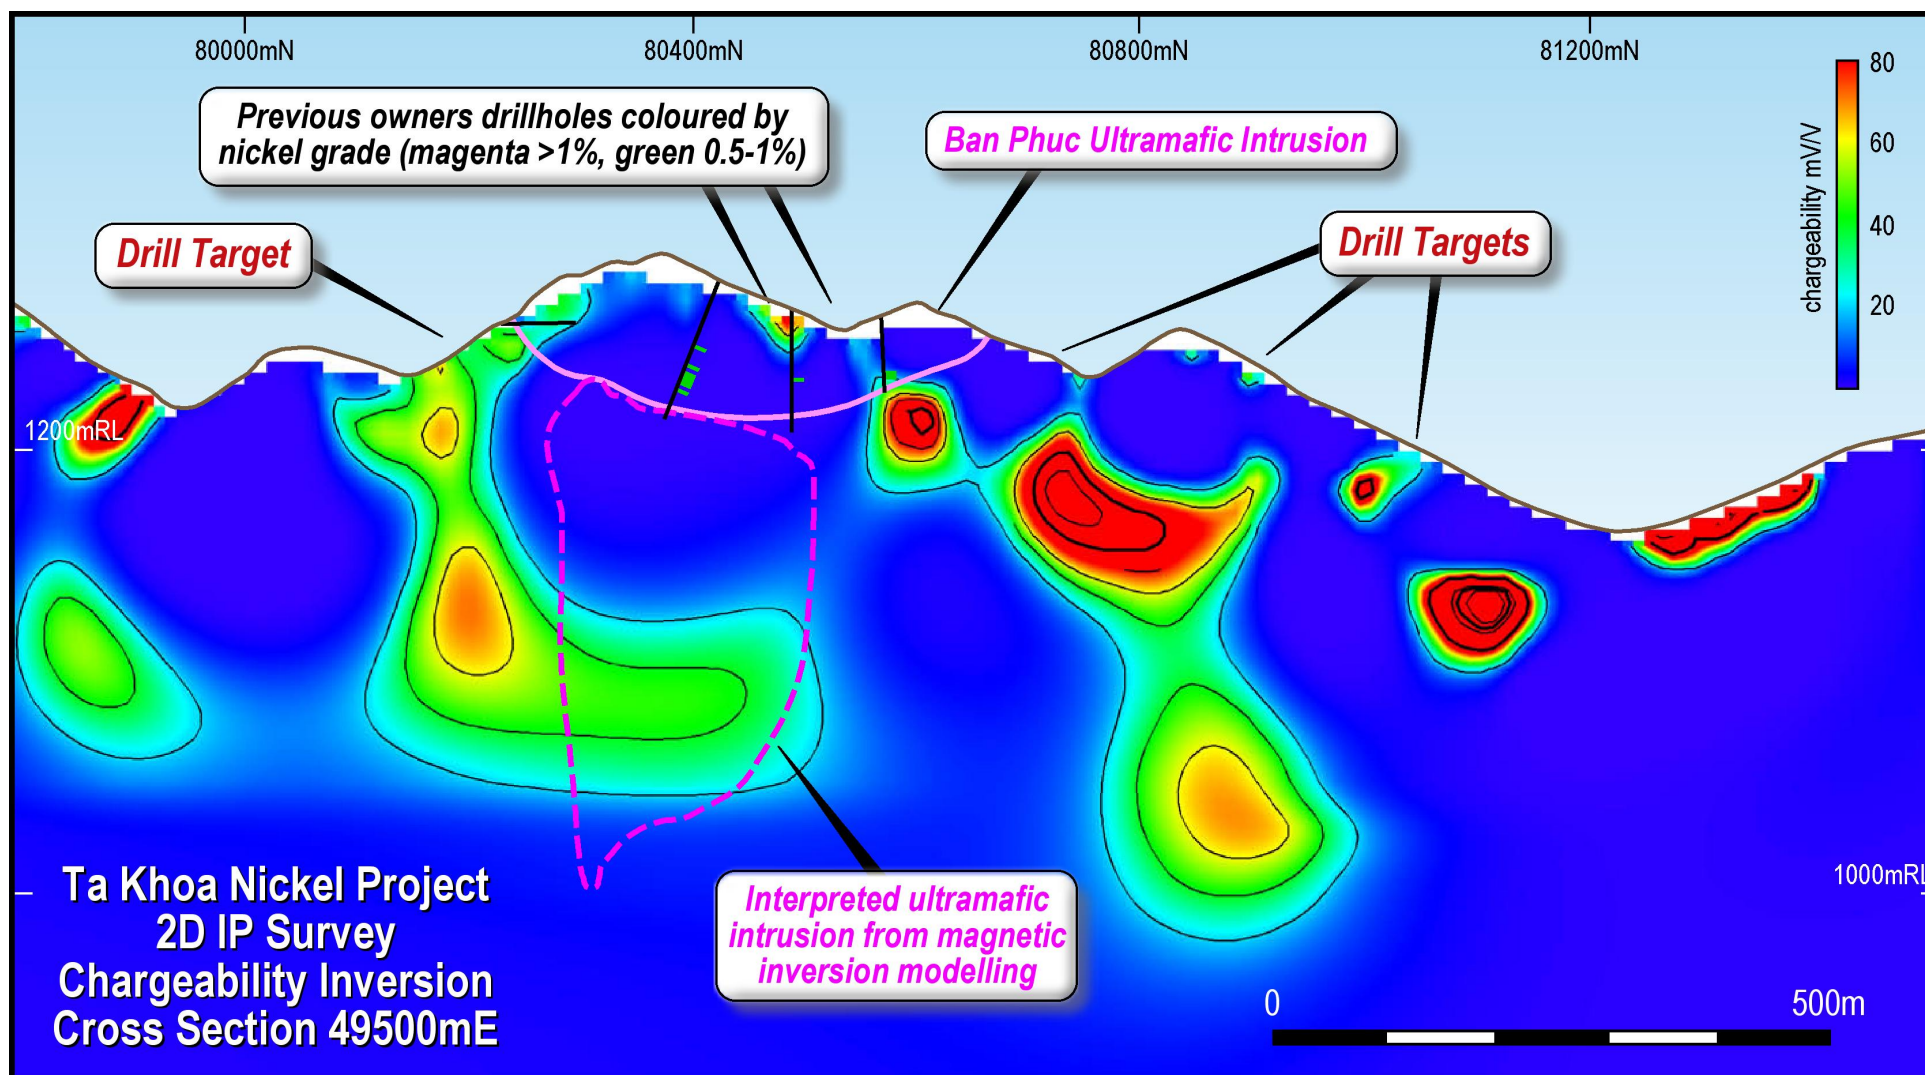 80000mN
80400mN
80800mN
81200mN
80
60
40
20
chargeability mV/V
Previous owners drillholes coloured by
nickel grade (magenta >1%, green 0.5-1%)
Ban Phuc Ultramafic Intrusion
Drill Target
Drill Targets
1200mRL
1000mRL
Interpreted ultramafic
intrusion from magnetic
inversion modelling
Ta Khoa Nickel Project
2D IP Survey
Chargeability Inversion
Cross Section 49500mE
0
500m